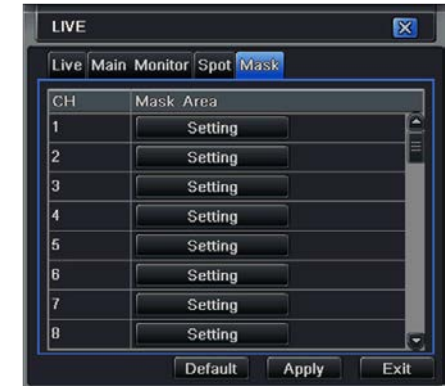 LIVE
Live Main Monitor Spot Mask
CH Mask Area
1 Setting
2 Setting
3 Setting
4 Setting
5 Setting
6 Setting
7 Setting
8 Setting
Default Apply Exit